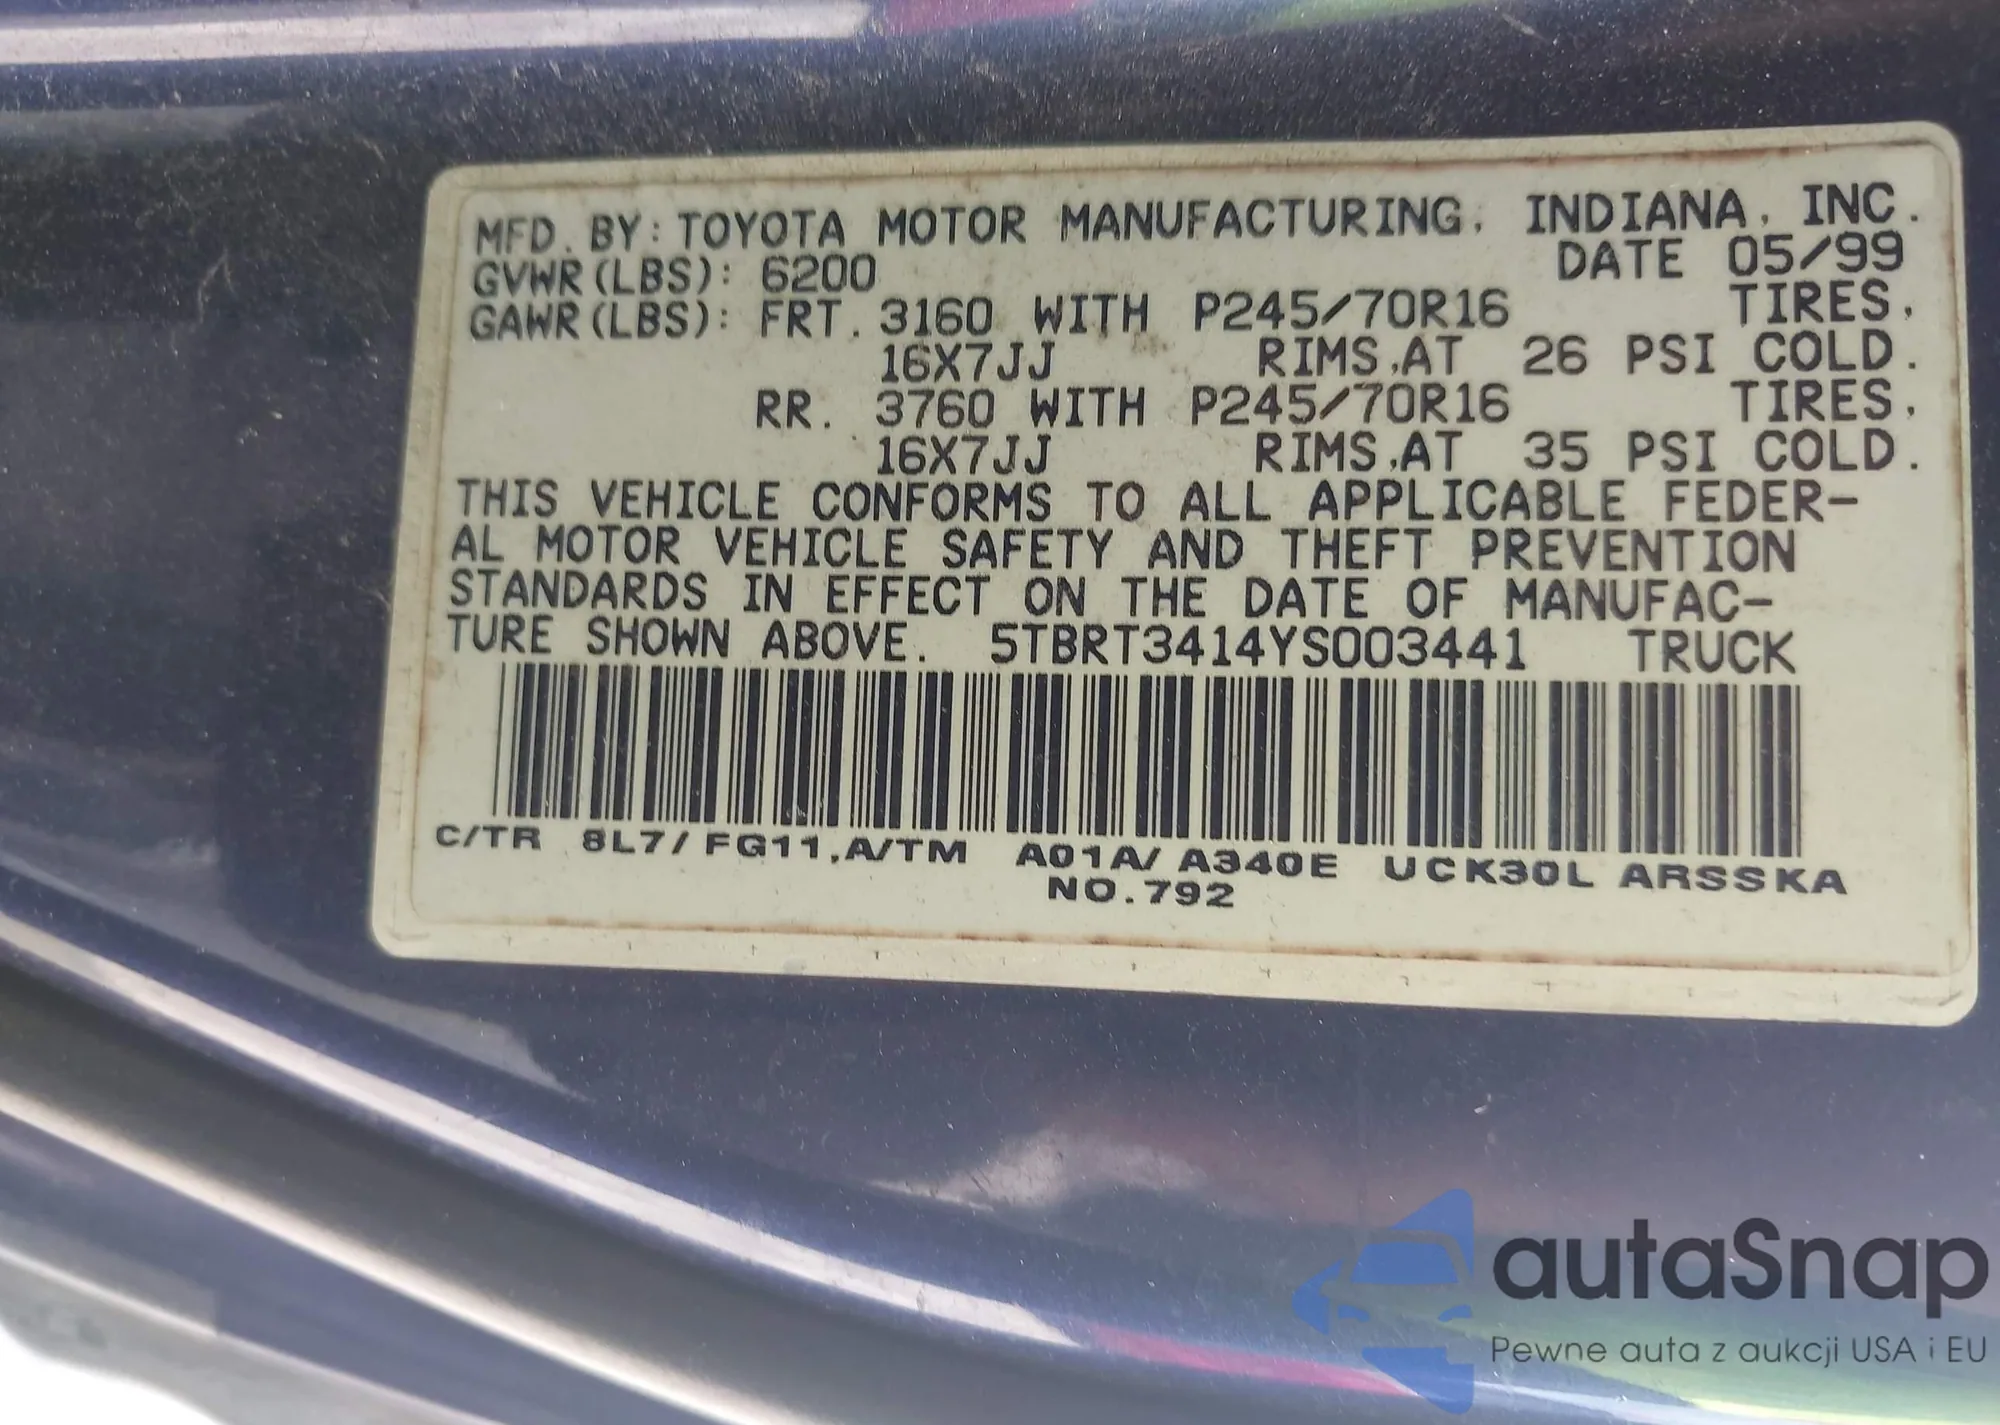 MFD. BY: TOYOTA MOTOR MANUFACTURING, INDIANA, INC.
DATE 05/99
GVWR(LBS): 6200
GAWR(LBS): FRT. 3160 WITH P245/70R16 TIRES,
16X7JJ RIMS,AT 26 PSI COLD.
RR. 3760 WITH P245/70R16 TIRES,
16X7JJ RIMS,AT 35 PSI COLD.
THIS VEHICLE CONFORMS TO ALL APPLICABLE FEDER-
AL MOTOR VEHICLE SAFETY AND THEFT PREVENTION
STANDARDS IN EFFECT ON THE DATE OF MANUFAC-
TURE SHOWN ABOVE. 5TBRT3414YS003441 TRUCK
C/TR 8L7/FG11,A/TM A01A/A340E UCK30L ARSSKA
NO.792
autaSnap
Pewne auta z aukcji USA i EU